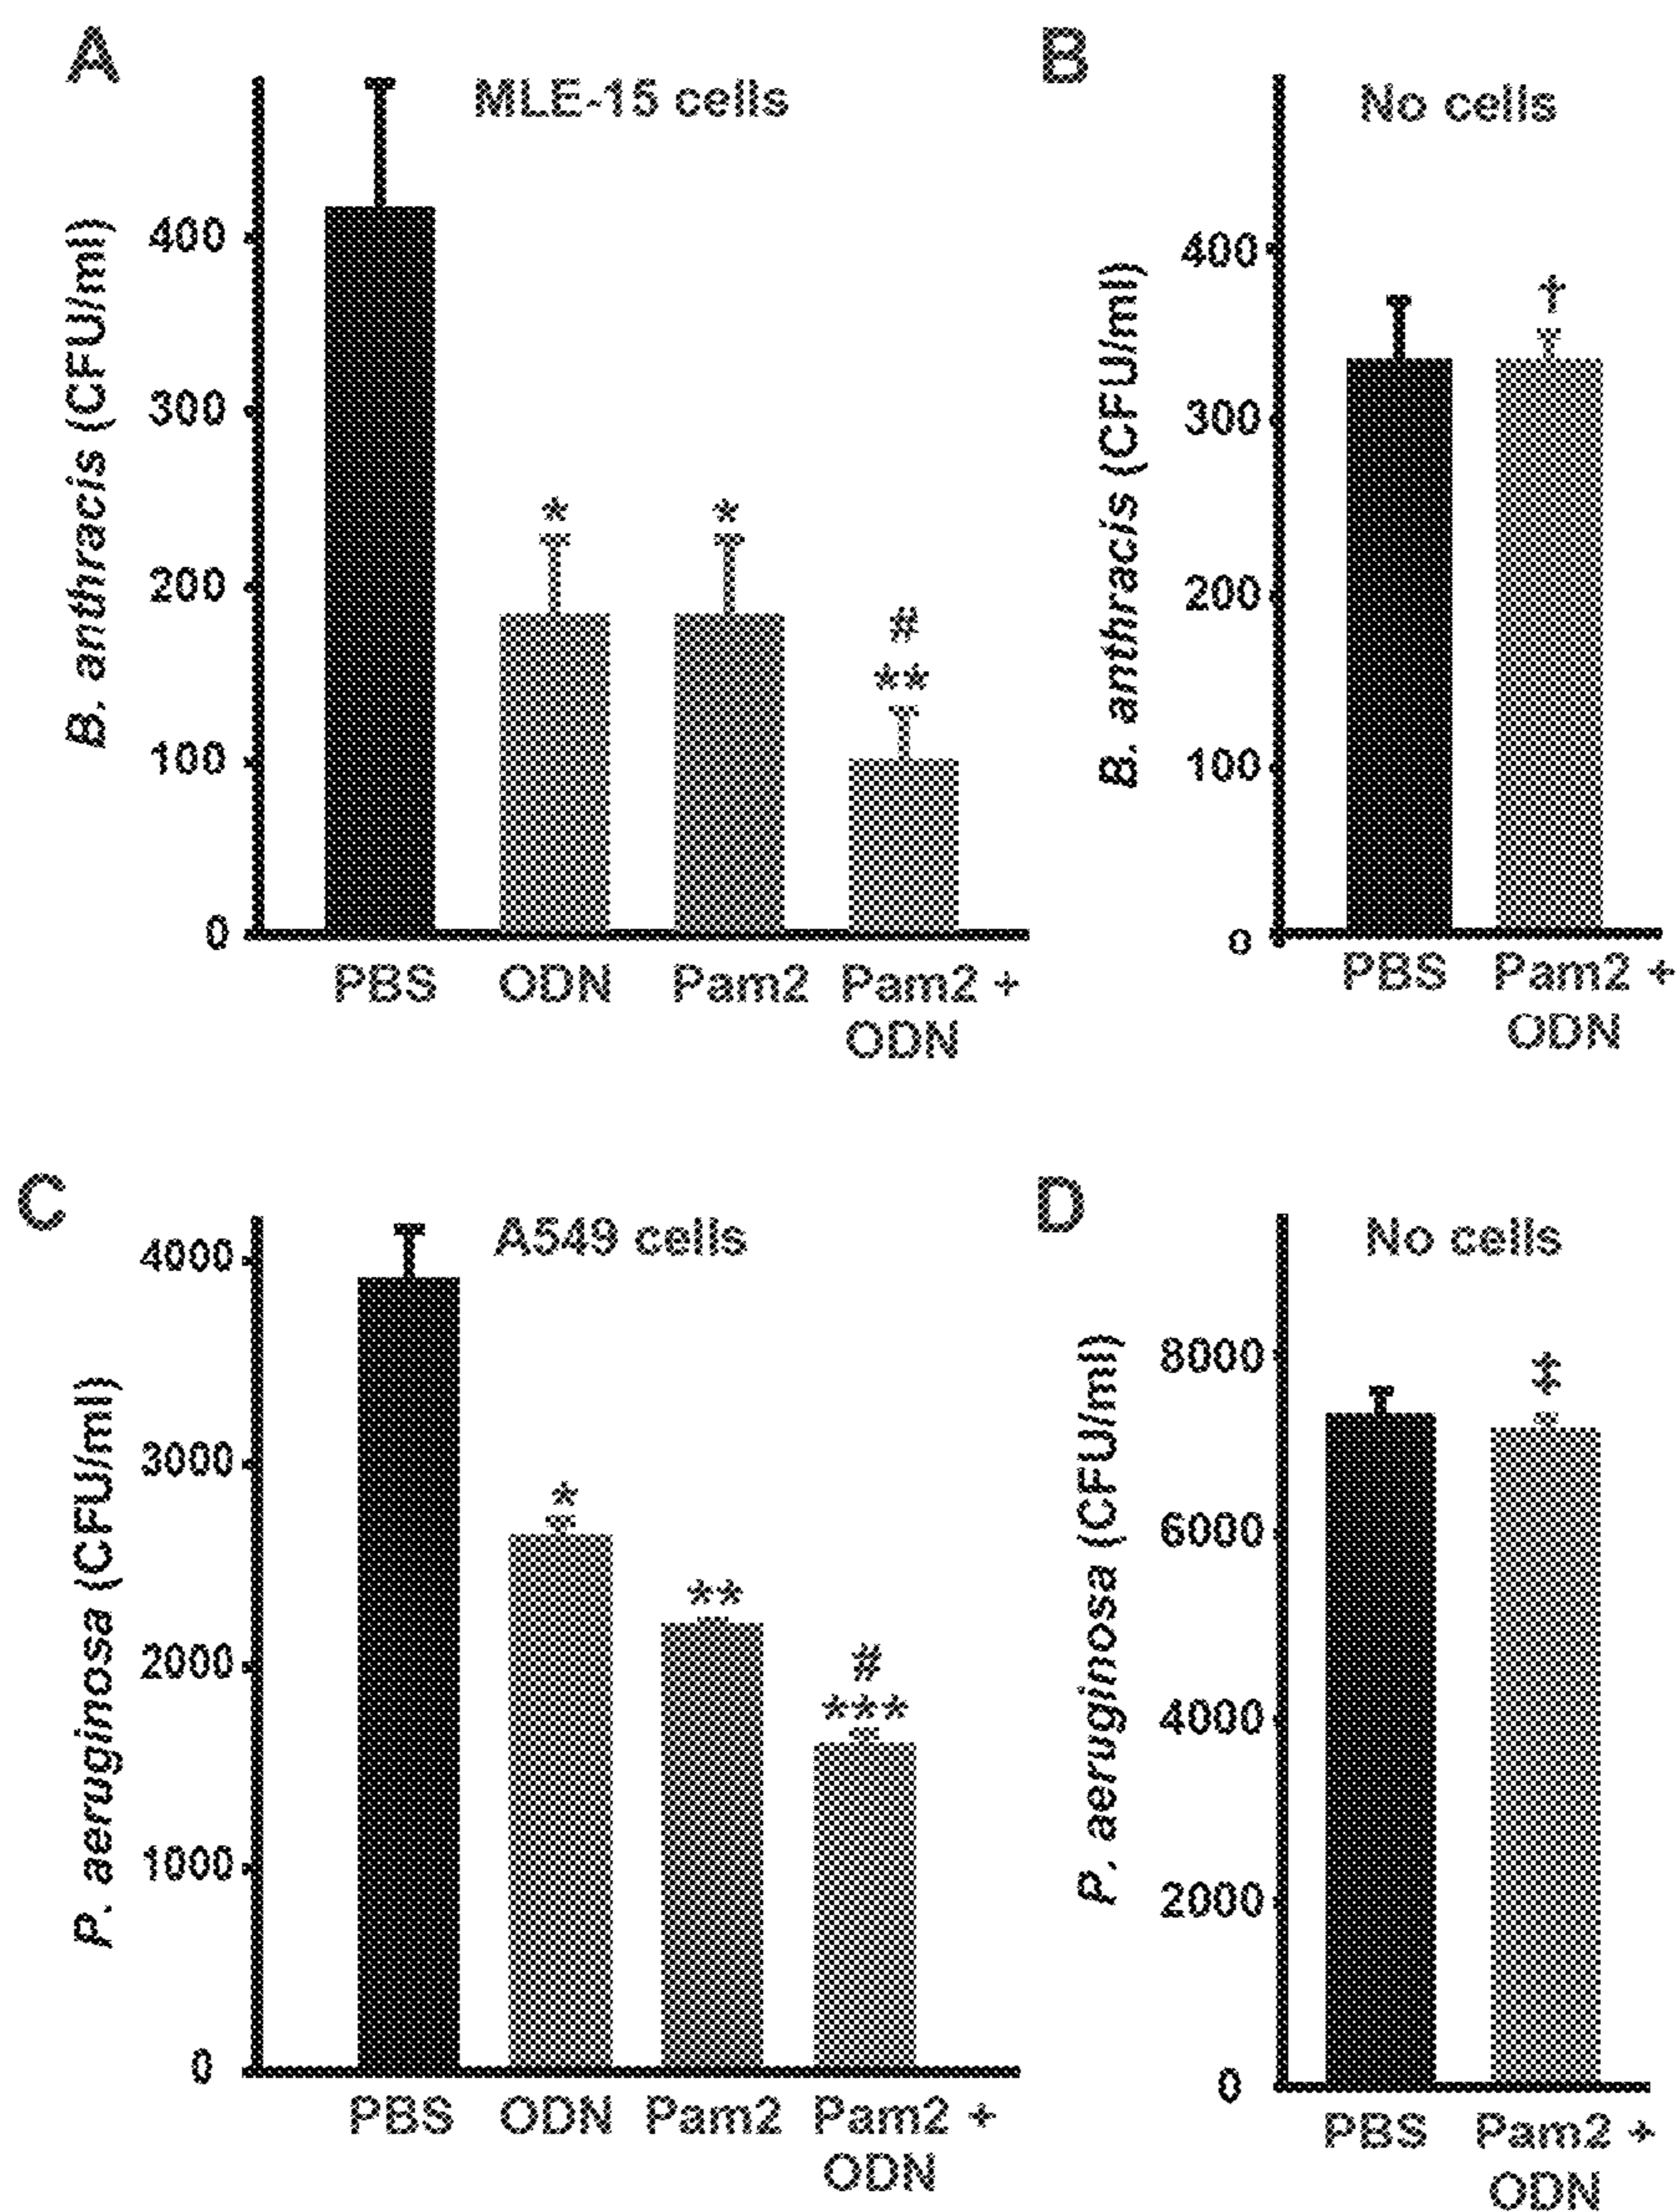 A
MLE-15 cells
B. anthracis (CFU/ml)
400
300
200
100
0
*
*
#
**
PBS ODN Pam2 Pam2 +
ODN
B
No cells
B. anthracis (CFU/ml)
400
300
200
100
0
†
PBS Pam2 +
ODN
C
A549 cells
P. aeruginosa (CFU/ml)
4000
3000
2000
1000
0
*
**
#
***
PBS ODN Pam2 Pam2 +
ODN
D
No cells
P. aeruginosa (CFU/ml)
8000
6000
4000
2000
0
‡
PBS Pam2 +
ODN